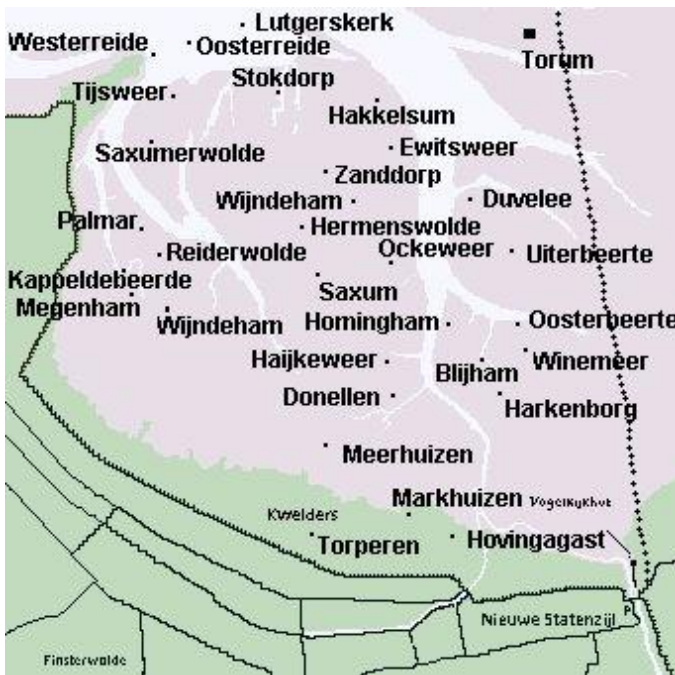 Lutgerskerk
Westerreide
Oosterreide
Torum
Stokdorp
Tijsweer
Hakkelsum
Ewitsweer
Saxumerwolde
Zanddorp
Wijndeham
Duvelee
Palmar
Hermenswolde
Ockeweer
Reiderwolde
Uiterbeerte
Kappeldebeerde
Saxum
Megenham
Wijndeham
Homingham
Oosterbeerte
Haijkeweer
Blijham
Winemeer
Donellen
Harkenborg
Meerhuizen
Markhuizen
Vogelkijkhut
Kwelders
Torperen
Hovingagast
P
Nieuwe Statenzijl
Finsterwolde